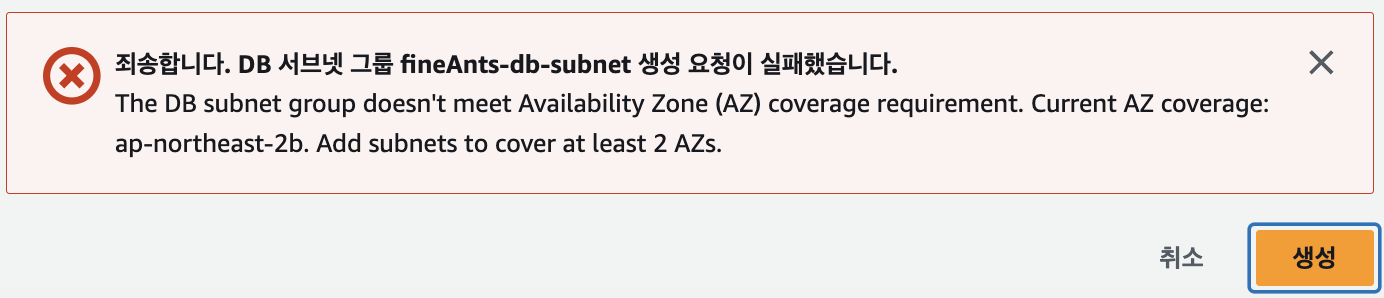 죄송합니다. DB 서브넷 그룹 fineAnts-db-subnet 생성 요청이 실패했습니다.
The DB subnet group doesn't meet Availability Zone (AZ) coverage requirement. Current AZ coverage:
ap-northeast-2b. Add subnets to cover at least 2 AZs.
취소
생성